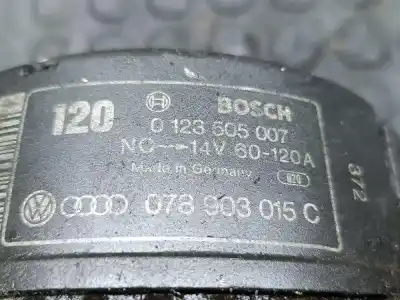 120 BOSCH
0 123 505 007
NC 14V 60-120A
Made in Germany
372
078 903 015 C